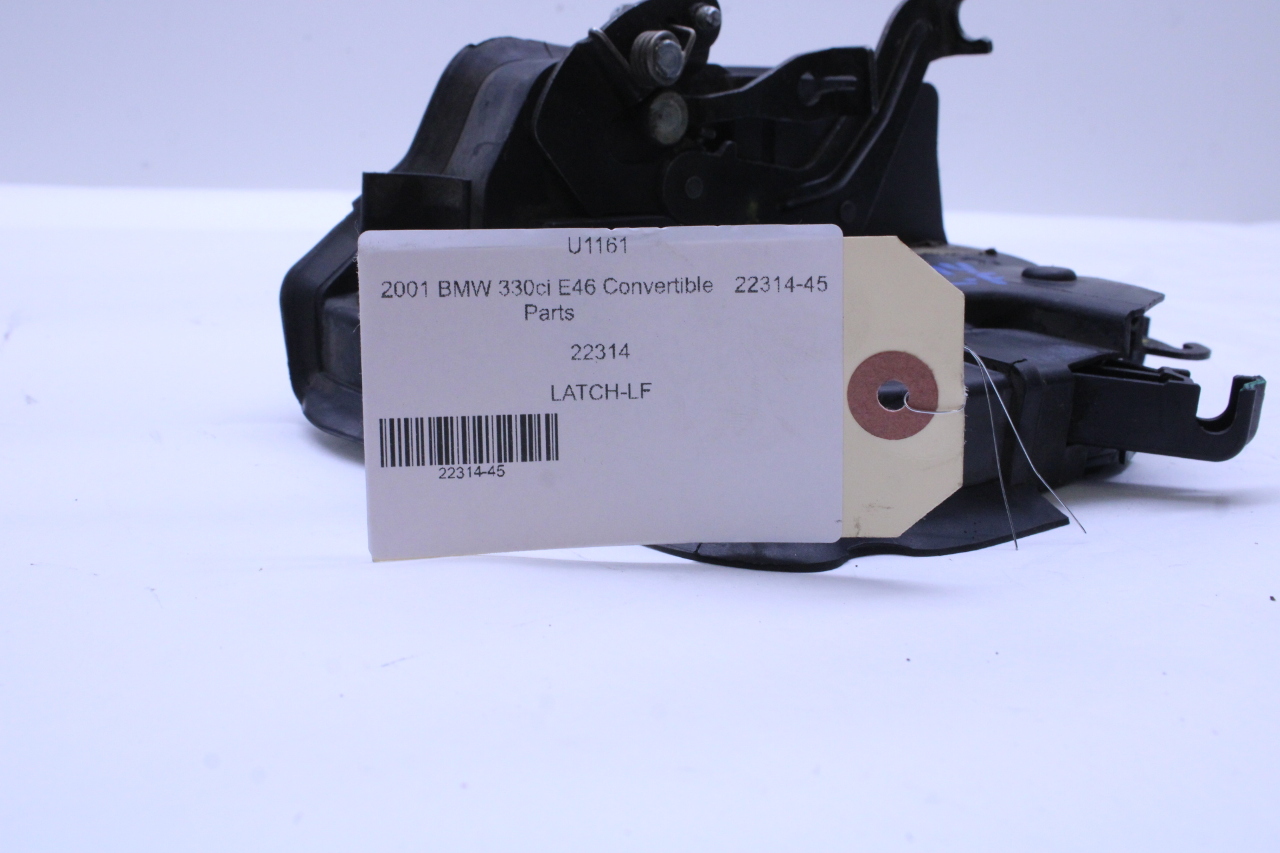 U1161
2001 BMW 330ci E46 Convertible 22314-45
Parts
22314
LATCH-LF
22314-45